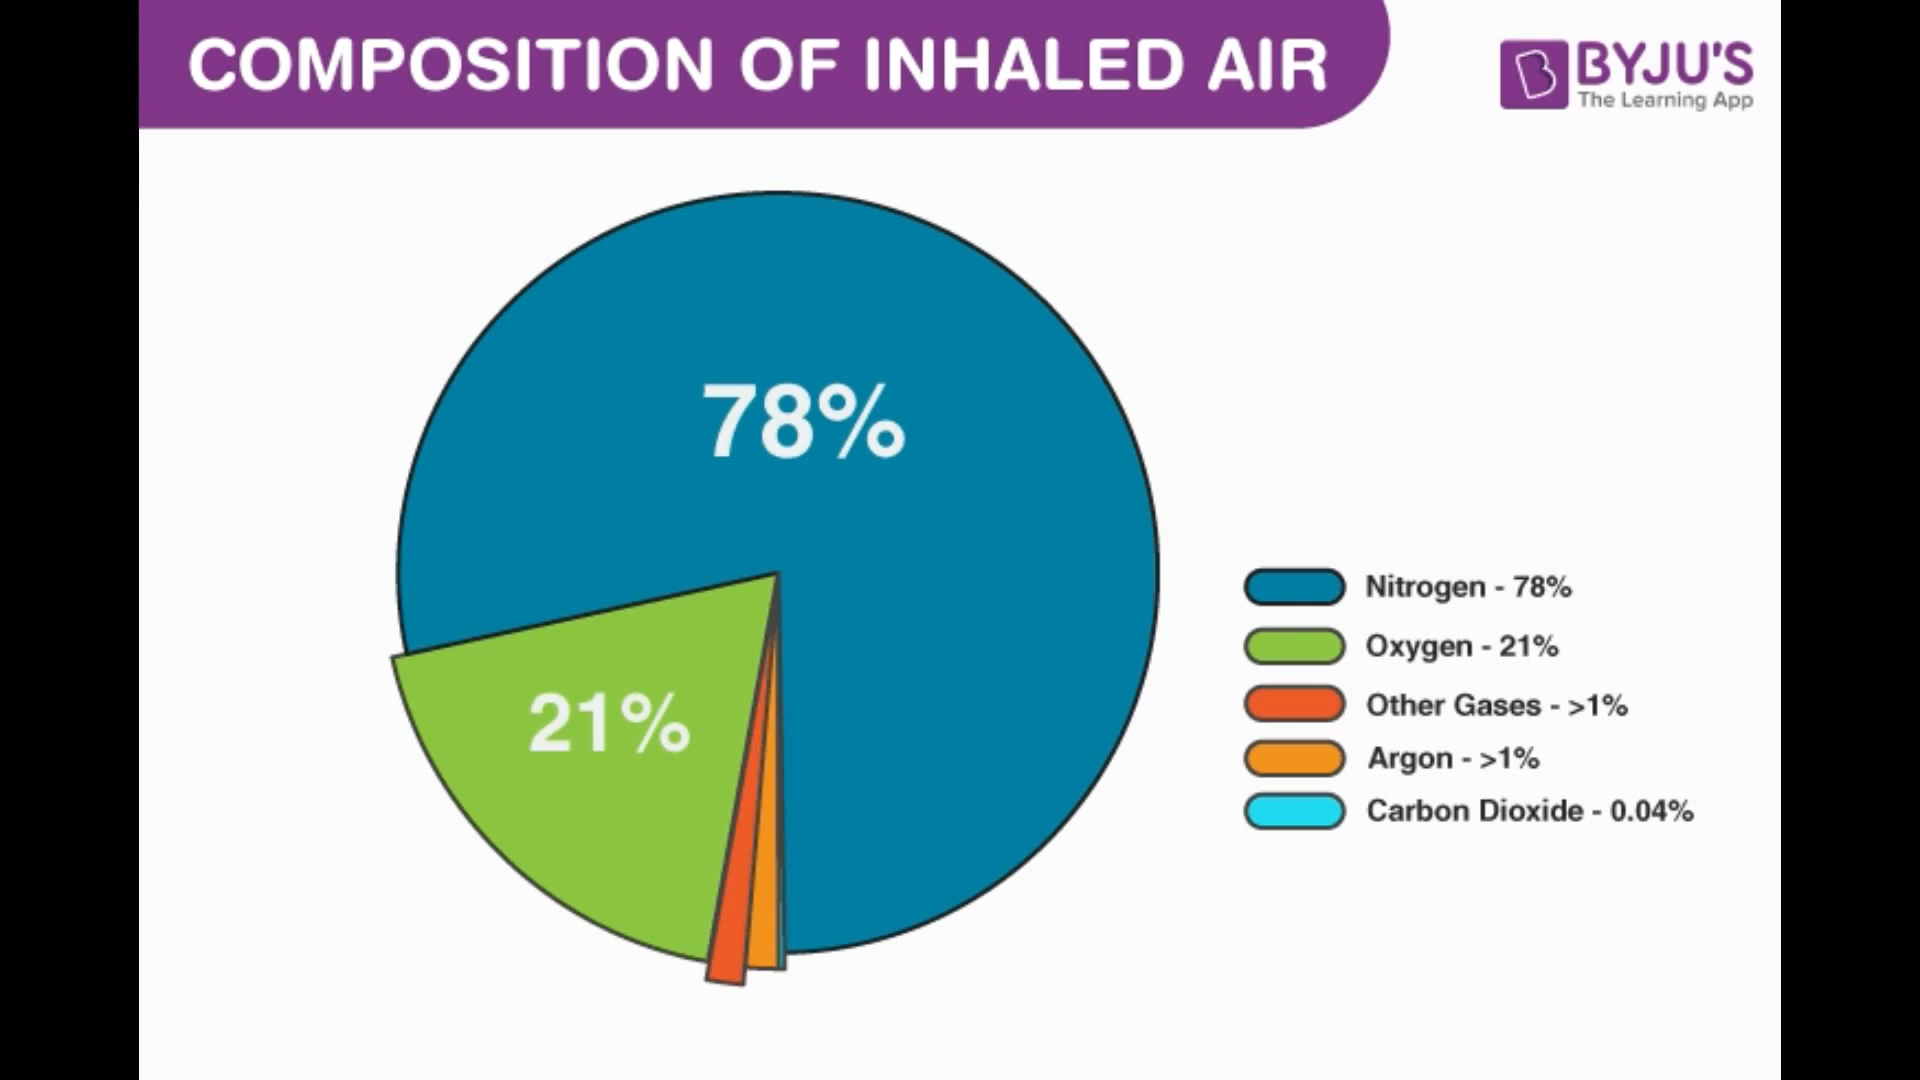 COMPOSITION OF INHALED AIR
BYJU'S
The Learning App
78%
21%
Nitrogen - 78%
Oxygen - 21%
Other Gases - >1%
Argon - >1%
Carbon Dioxide - 0.04%